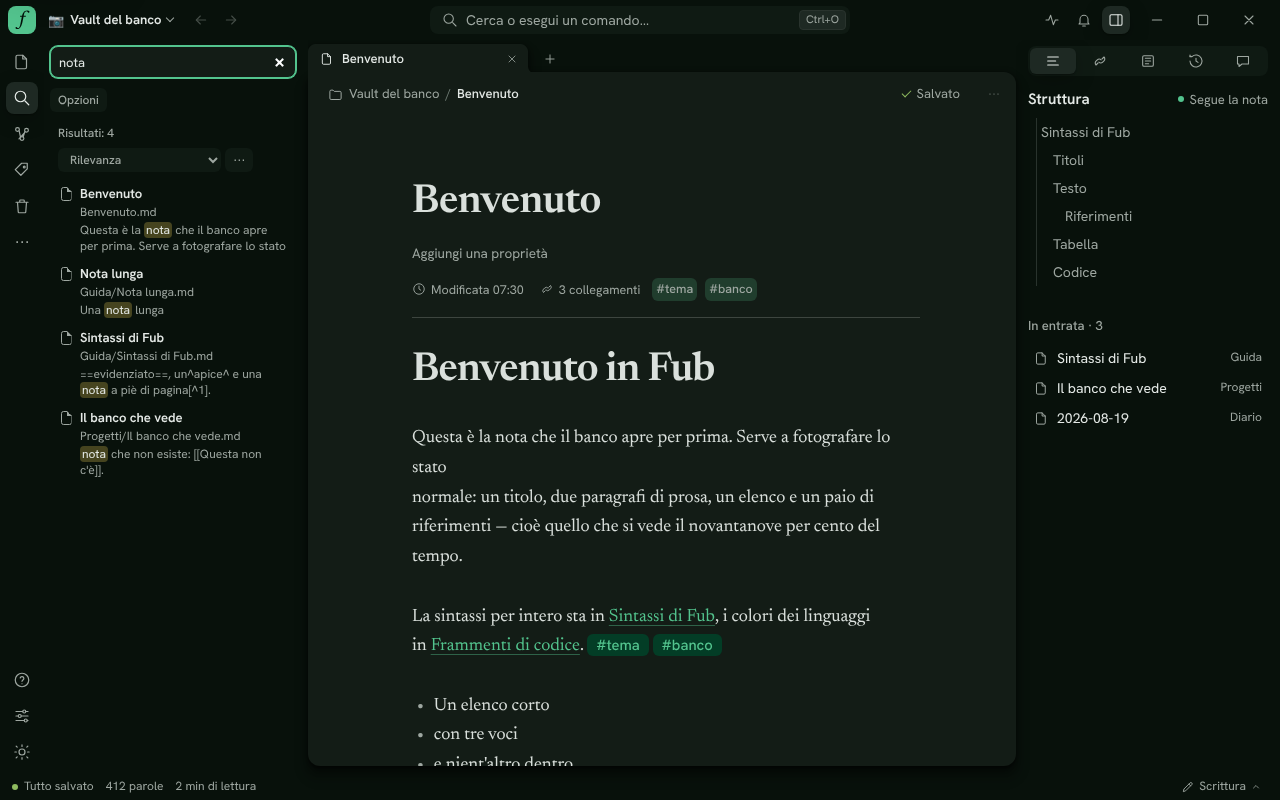 f Vault del banco
Cerca o esegui un comando...
Ctrl+O
nota
Opzioni
Risultati: 4
Rilevanza
Benvenuto
Benvenuto.md
Questa è la nota che il banco apre
per prima. Serve a fotografare lo stato
Nota lunga
Guida/Nota lunga.md
Una nota lunga
Sintassi di Fub
Guida/Sintassi di Fub.md
==evidenziato==, un^apice^ e una
nota a piè di pagina[^1].
Il banco che vede
Progetti/Il banco che vede.md
nota che non esiste: [[Questa non
c'è]].
Benvenuto
Vault del banco / Benvenuto
Salvato
Benvenuto
Aggiungi una proprietà
Modificata 07:30 3 collegamenti #tema #banco
Benvenuto in Fub
Questa è la nota che il banco apre per prima. Serve a fotografare lo
stato
normale: un titolo, due paragrafi di prosa, un elenco e un paio di
riferimenti — cioè quello che si vede il novantanove per cento del
tempo.
La sintassi per intero sta in Sintassi di Fub, i colori dei linguaggi
in Frammenti di codice. #tema #banco
• Un elenco corto
• con tre voci
• e nient'altro dentro
Struttura
Segue la nota
Sintassi di Fub
Titoli
Testo
Riferimenti
Tabella
Codice
In entrata · 3
Sintassi di Fub Guida
Il banco che vede Progetti
2026-08-19 Diario
Tutto salvato 412 parole 2 min di lettura
Scrittura